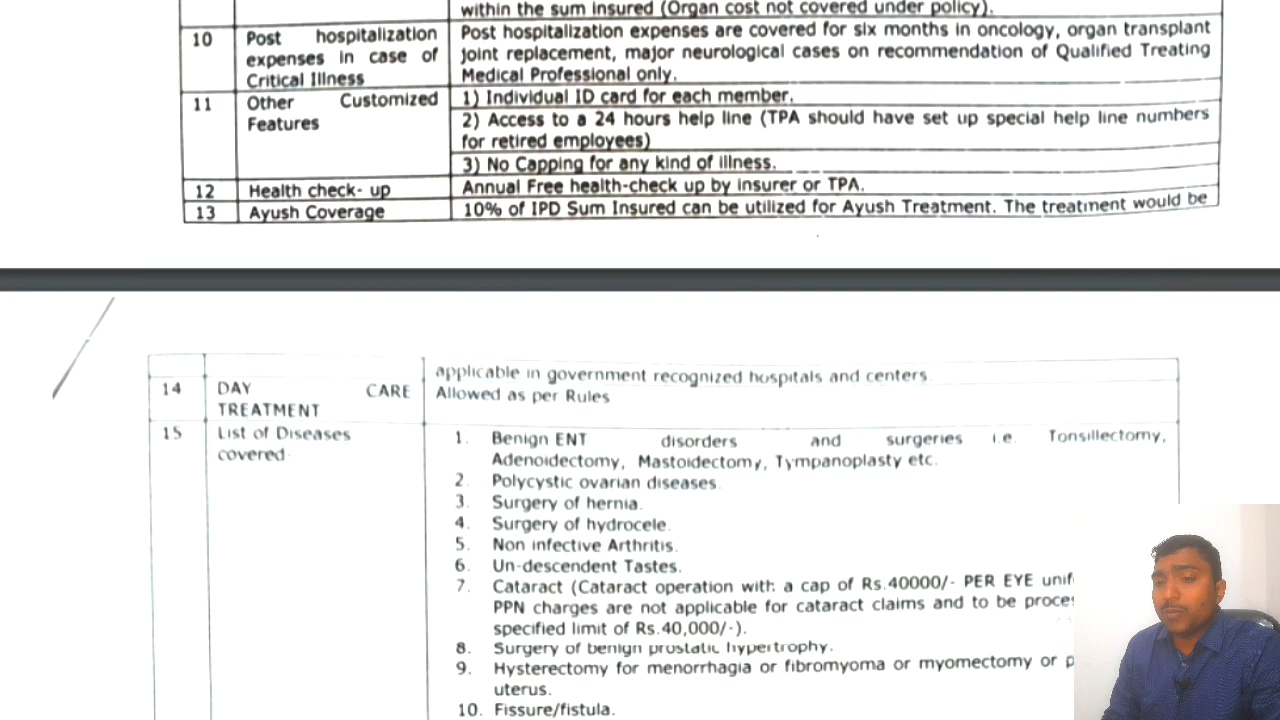 within the sum insured (Organ cost not covered under policy).
10 Post hospitalization Post hospitalization expenses are covered for six months in oncology, organ transplant
expenses in case of joint replacement, major neurological cases on recommendation of Qualified Treating
Critical Illness Medical Professional only.
11 Other Customized 1) Individual ID card for each member.
Features 2) Access to a 24 hours help line (TPA should have set up special help line numbers
for retired employees)
3) No Capping for any kind of illness.
12 Health check- up Annual Free health-check up by insurer or TPA.
13 Ayush Coverage 10% of IPD Sum Insured can be utilized for Ayush Treatment. The treatment would be
applicable in government recognized hospitals and centers
14 DAY CARE Allowed as per Rules
TREATMENT
15 List of Diseases 1. Benign ENT disorders and surgeries i.e. Tonsillectomy,
covered Adenoidectomy, Mastoidectomy, Tympanoplasty etc.
2. Polycystic ovarian diseases.
3. Surgery of hernia.
4. Surgery of hydrocele.
5. Non infective Arthritis.
6. Un-descendent Tastes.
7. Cataract (Cataract operation with a cap of Rs.40000/- PER EYE
PPN charges are not applicable for cataract claims and to be
specified limit of Rs.40,000/-).
8. Surgery of benign prostatic hypertrophy.
9. Hysterectomy for menorrhagia or fibromyoma or myomectomy or
uterus.
10. Fissure/fistula.